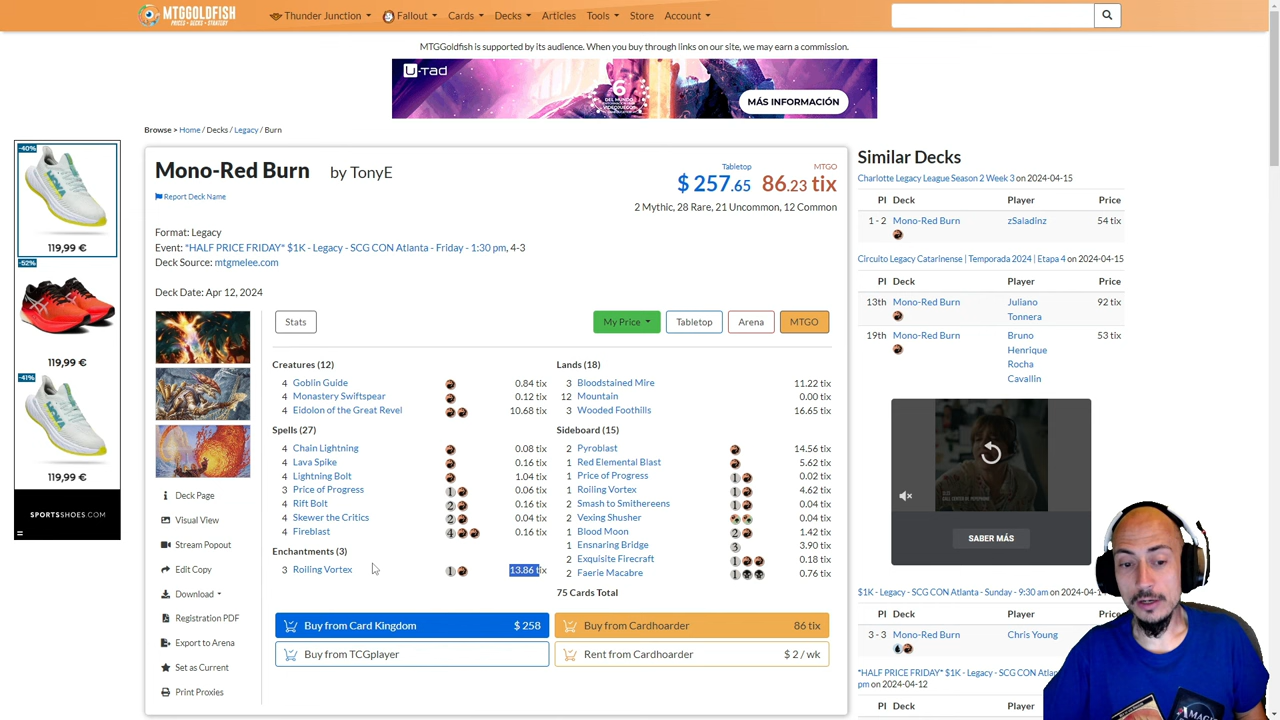 MTGGOLDFISH
PRICES • DECKS • STRATEGY
Thunder Junction
Fallout
Cards
Decks
Articles
Tools
Store
Account
MTGGoldfish is supported by its audience. When you buy through links on our site, we may earn a commission.
U-TAD
MÁS INFORMACIÓN
Browse > Home / Decks / Legacy / Burn
-40%
119,99 €
-52%
119,99 €
-41%
119,99 €
SPORTSSHOES.COM
Mono-Red Burn by TonyE
Report Deck Name
Tabletop
MTGO
$ 257.65
86.23 tix
2 Mythic, 28 Rare, 21 Uncommon, 12 Common
Format: Legacy
Event: *HALF PRICE FRIDAY* $1K - Legacy - SCG CON Atlanta - Friday - 1:30 pm, 4-3
Deck Source: mtgmelee.com
Deck Date: Apr 12, 2024
Stats
My Price
Tabletop
Arena
MTGO
Deck Page
Visual View
Stream Popout
Edit Copy
Download
Registration PDF
Export to Arena
Set as Current
Print Proxies
Creatures (12)
4 Goblin Guide 0.84 tix
4 Monastery Swiftspear 0.12 tix
4 Eidolon of the Great Revel 10.68 tix
Spells (27)
4 Chain Lightning 0.08 tix
4 Lava Spike 0.16 tix
4 Lightning Bolt 1.04 tix
3 Price of Progress 1 0.06 tix
4 Rift Bolt 2 0.16 tix
4 Skewer the Critics 2 0.04 tix
4 Fireblast 4 0.16 tix
Enchantments (3)
3 Roiling Vortex 1 13.86 tix
Lands (18)
3 Bloodstained Mire 11.22 tix
12 Mountain 0.00 tix
3 Wooded Foothills 16.65 tix
Sideboard (15)
2 Pyroblast 14.56 tix
1 Red Elemental Blast 5.62 tix
1 Price of Progress 1 0.02 tix
1 Roiling Vortex 1 4.62 tix
2 Smash to Smithereens 1 0.04 tix
2 Vexing Shusher 0.04 tix
1 Blood Moon 2 1.42 tix
1 Ensnaring Bridge 3 3.90 tix
2 Exquisite Firecraft 1 0.18 tix
2 Faerie Macabre 1 0.76 tix
75 Cards Total
Buy from Card Kingdom $ 258
Buy from Cardhoarder 86 tix
Buy from TCGplayer
Rent from Cardhoarder $ 2 / wk
Similar Decks
Charlotte Legacy League Season 2 Week 3 on 2024-04-15
Pl Deck Player Price
1 - 2 Mono-Red Burn zSaladinz 54 tix
Circuito Legacy Catarinense | Temporada 2024 | Etapa 4 on 2024-04-15
Pl Deck Player Price
13th Mono-Red Burn Juliano Tonnera 92 tix
19th Mono-Red Burn Bruno Henrique Rocha Cavallin 53 tix
SABER MÁS
$1K - Legacy - SCG CON Atlanta - Sunday - 9:30 am on 2024-04-1
Pl Deck Player
3 - 3 Mono-Red Burn Chris Young
*HALF PRICE FRIDAY* $1K - Legacy - SCG CON Atlanta
pm on 2024-04-12
Pl Deck Player